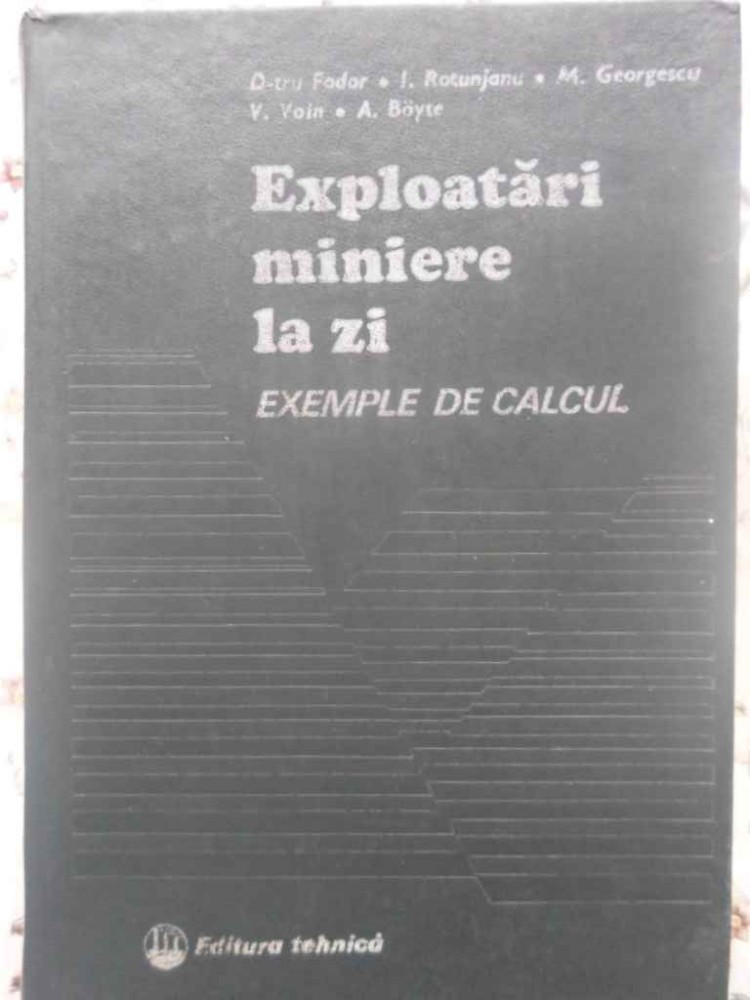 D-tru Fodor • I. Rotunjanu • M. Georgescu
V. Voin • A. Böyte
Exploatări
miniere
la zi
EXEMPLE DE CALCUL
Editura tehnică